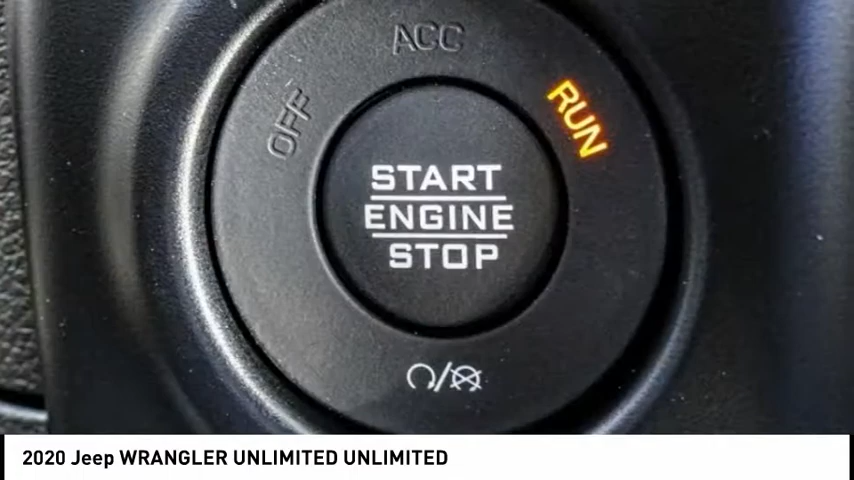 ACC
OFF
RUN
START
ENGINE
STOP
2020 Jeep WRANGLER UNLIMITED UNLIMITED